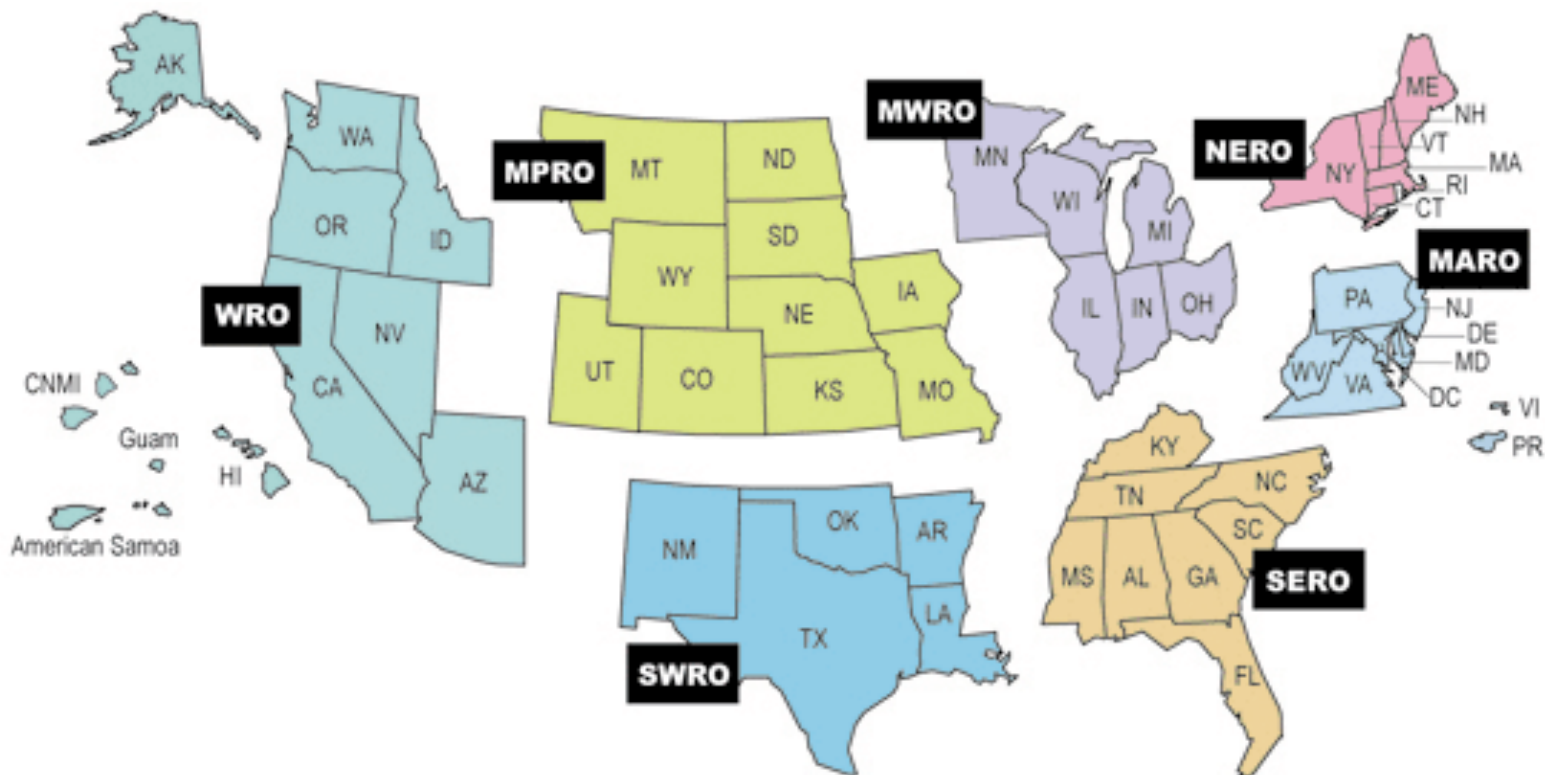 AK
WA
OR
ID
WRO
NV
CA
CNMI
Guam
HI
AZ
American Samoa
MPRO
MT
ND
SD
WY
NE
IA
UT
CO
KS
MO
MWRO
MN
WI
MI
IL
IN
OH
NERO
ME
NH
VT
NY
MA
RI
CT
MARO
PA
NJ
DE
MD
WV
VA
DC
VI
PR
SWRO
NM
OK
AR
TX
LA
SERO
KY
TN
NC
SC
MS
AL
GA
FL